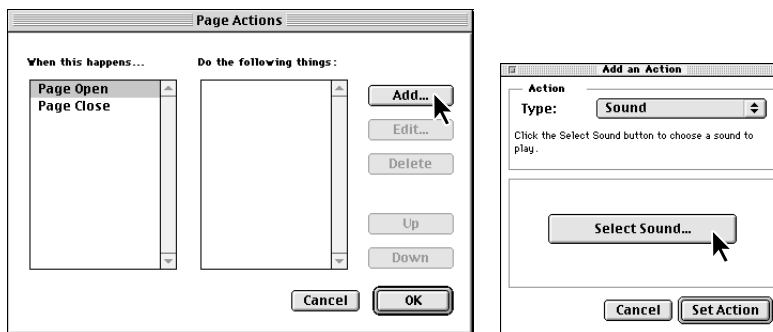 Page Actions
When this happens...
Do the following things:
Page Open
Page Close
Add...
Edit...
Delete
Up
Down
Cancel
OK
Add an Action
Action
Type:
Sound
Click the Select Sound button to choose a sound to
play.
Select Sound...
Cancel
Set Action